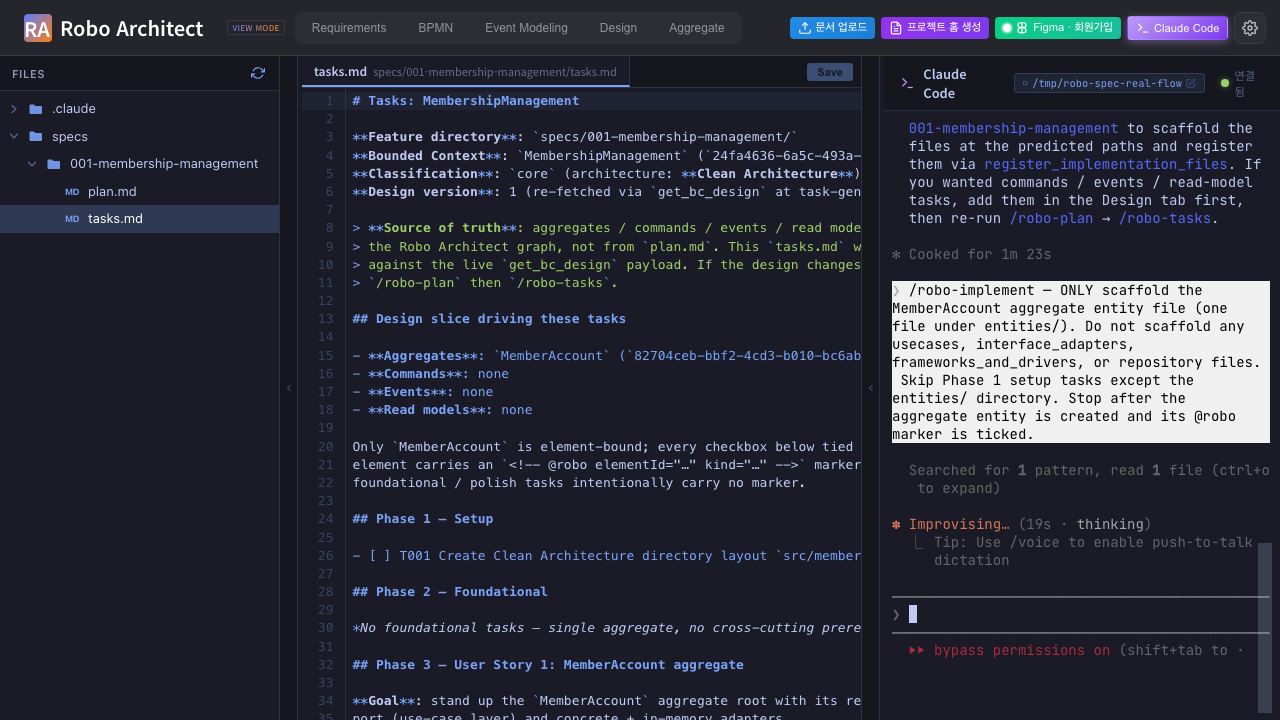 RA Robo Architect
VIEW MODE
Requirements BPMN Event Modeling Design Aggregate
문서 업로드 프로젝트 홈 생성 Figma · 회원가입 Claude Code
FILES
.claude
specs
001-membership-management
MD plan.md
MD tasks.md
tasks.md specs/001-membership-management/tasks.md Save
1 # Tasks: MembershipManagement
2
3 **Feature directory**: `specs/001-membership-management/`
4 **Bounded Context**: `MembershipManagement` (`24fa4636-6a5c-493a-
5 **Classification**: `core` (architecture: **Clean Architecture**)
6 **Design version**: 1 (re-fetched via `get_bc_design` at task-gen
7
8 > **Source of truth**: aggregates / commands / events / read mode
9 > the Robo Architect graph, not from `plan.md`. This `tasks.md` w
10 > against the live `get_bc_design` payload. If the design changes
11 > `/robo-plan` then `/robo-tasks`.
12
13 ## Design slice driving these tasks
14
15 - **Aggregates**: `MemberAccount` (`82704ceb-bbf2-4cd3-b010-bc6ab
16 - **Commands**: none
17 - **Events**: none
18 - **Read models**: none
19
20 Only `MemberAccount` is element-bound; every checkbox below tied
21 element carries an `<!-- @robo elementId="…" kind="…" -->` marker
22 foundational / polish tasks intentionally carry no marker.
23
24 ## Phase 1 — Setup
25
26 - [ ] T001 Create Clean Architecture directory layout `src/member
27
28 ## Phase 2 — Foundational
29
30 *No foundational tasks — single aggregate, no cross-cutting prere
31
32 ## Phase 3 — User Story 1: MemberAccount aggregate
33
34 **Goal**: stand up the `MemberAccount` aggregate root with its re
35 port (use-case layer) and concrete + in-memory adapters
Claude Code
/tmp/robo-spec-real-flow
연결됨
001-membership-management to scaffold the
files at the predicted paths and register
them via register_implementation_files. If
you wanted commands / events / read-model
tasks, add them in the Design tab first,
then re-run /robo-plan → /robo-tasks.
✻ Cooked for 1m 23s
❯ /robo-implement — ONLY scaffold the
MemberAccount aggregate entity file (one
file under entities/). Do not scaffold any
usecases, interface_adapters,
frameworks_and_drivers, or repository files.
Skip Phase 1 setup tasks except the
entities/ directory. Stop after the
aggregate entity is created and its @robo
marker is ticked.
Searched for 1 pattern, read 1 file (ctrl+o
to expand)
✽ Improvising… (19s · thinking)
⎿ Tip: Use /voice to enable push-to-talk
dictation
❯
⏵⏵ bypass permissions on (shift+tab to ·